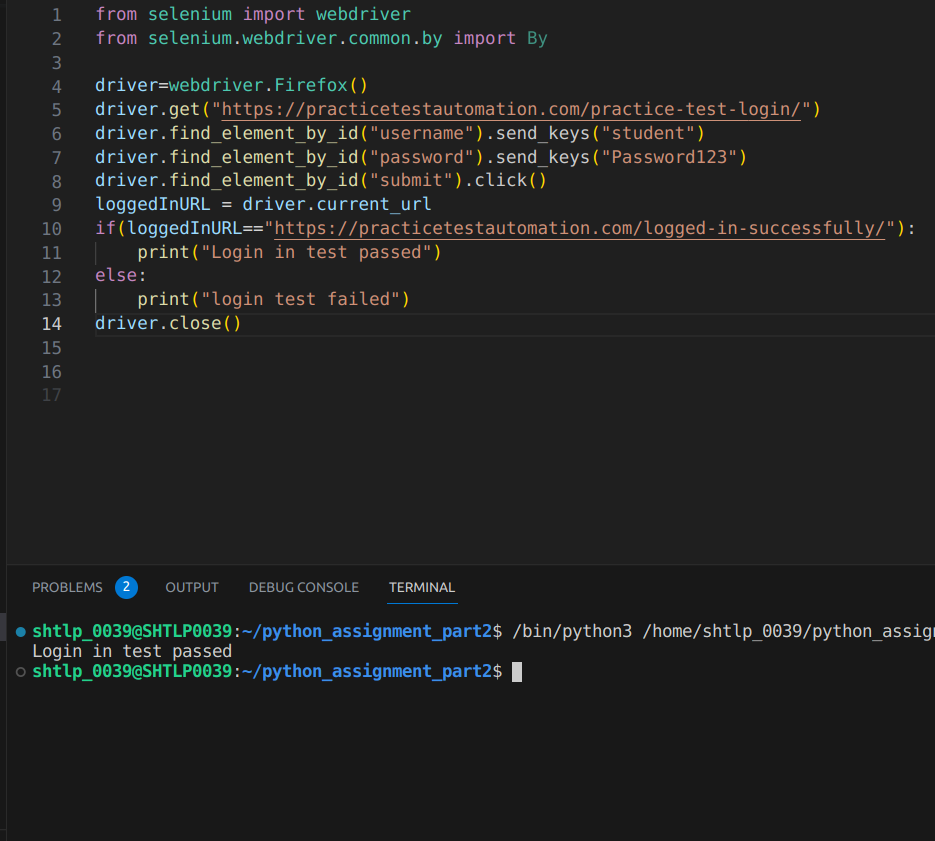 1 from selenium import webdriver
2 from selenium.webdriver.common.by import By
3
4 driver=webdriver.Firefox()
5 driver.get("https://practicetestautomation.com/practice-test-login/")
6 driver.find_element_by_id("username").send_keys("student")
7 driver.find_element_by_id("password").send_keys("Password123")
8 driver.find_element_by_id("submit").click()
9 loggedInURL = driver.current_url
10 if(loggedInURL=="https://practicetestautomation.com/logged-in-successfully/"):
11     print("Login in test passed")
12 else:
13     print("login test failed")
14 driver.close()
15
16
17
PROBLEMS 2 OUTPUT DEBUG CONSOLE TERMINAL
shtlp_0039@SHTLP0039:~/python_assignment_part2$ /bin/python3 /home/shtlp_0039/python_assign
Login in test passed
shtlp_0039@SHTLP0039:~/python_assignment_part2$